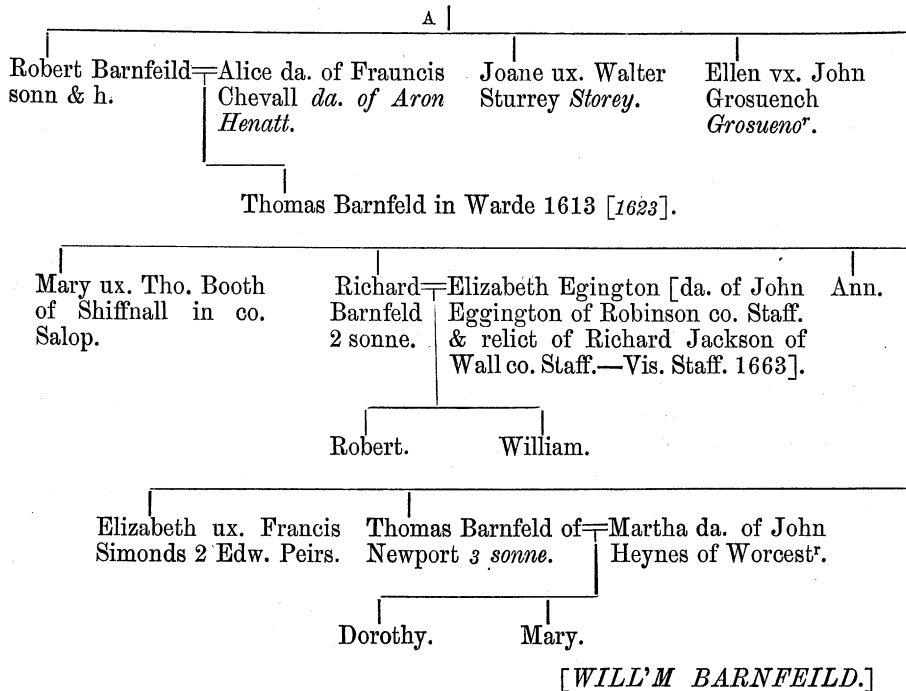 A
Robert Barnfeild
sonn & h.
Alice da. of Frauncis
Chevall da. of Aron
Henatt.
Joane ux. Walter
Sturrey Storey.
Ellen vx. John
Grosuench
Grosuenoʳ.
Thomas Barnfeld in Warde 1613 [1623].
Mary ux. Tho. Booth
of Shiffnall in co.
Salop.
Richard
Barnfeld
2 sonne.
Elizabeth Egington [da. of John
Eggington of Robinson co. Staff.
& relict of Richard Jackson of
Wall co. Staff.—Vis. Staff. 1663].
Ann.
Robert.
William.
Elizabeth ux. Francis
Simonds 2 Edw. Peirs.
Thomas Barnfeld of
Newport 3 sonne.
Martha da. of John
Heynes of Worcestʳ.
Dorothy.
Mary.
[WILL'M BARNFEILD.]